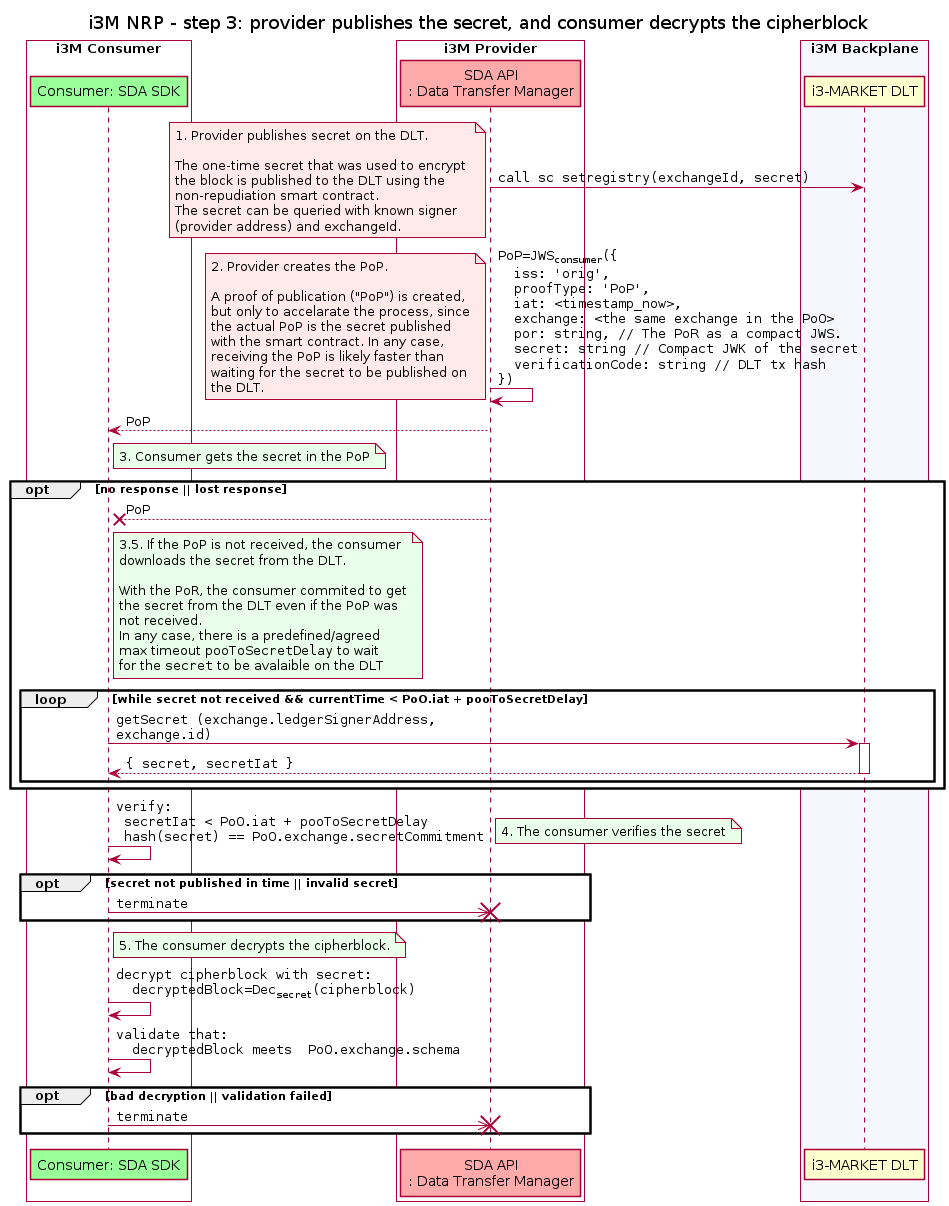 i3M NRP - step 3: provider publishes the secret, and consumer decrypts the cipherblock
i3M Consumer
i3M Provider
i3M Backplane
Consumer: SDA SDK
SDA API
: Data Transfer Manager
i3-MARKET DLT
1. Provider publishes secret on the DLT.
The one-time secret that was used to encrypt
the block is published to the DLT using the
non-repudiation smart contract.
The secret can be queried with known signer
(provider address) and exchangeId.
call sc setregistry(exchangeId, secret)
2. Provider creates the PoP.
A proof of publication ("PoP") is created,
but only to accelarate the process, since
the actual PoP is the secret published
with the smart contract. In any case,
receiving the PoP is likely faster than
waiting for the secret to be published on
the DLT.
PoP=JWSconsumer({
iss: 'orig',
proofType: 'PoP',
iat: <timestamp_now>,
exchange: <the same exchange in the PoO>
por: string, // The PoR as a compact JWS.
secret: string // Compact JWK of the secret
verificationCode: string // DLT tx hash
})
PoP
3. Consumer gets the secret in the PoP
opt
[no response || lost response]
PoP
3.5. If the PoP is not received, the consumer
downloads the secret from the DLT.
With the PoR, the consumer commited to get
the secret from the DLT even if the PoP was
not received.
In any case, there is a predefined/agreed
max timeout pooToSecretDelay to wait
for the secret to be avalaible on the DLT
loop
[while secret not received && currentTime < PoO.iat + pooToSecretDelay]
getSecret (exchange.ledgerSignerAddress,
exchange.id)
{ secret, secretIat }
verify:
secretIat < PoO.iat + pooToSecretDelay
hash(secret) == PoO.exchange.secretCommitment
4. The consumer verifies the secret
opt
[secret not published in time || invalid secret]
terminate
5. The consumer decrypts the cipherblock.
decrypt cipherblock with secret:
decryptedBlock=Decsecret(cipherblock)
validate that:
decryptedBlock meets  PoO.exchange.schema
opt
[bad decryption || validation failed]
terminate
Consumer: SDA SDK
SDA API
: Data Transfer Manager
i3-MARKET DLT